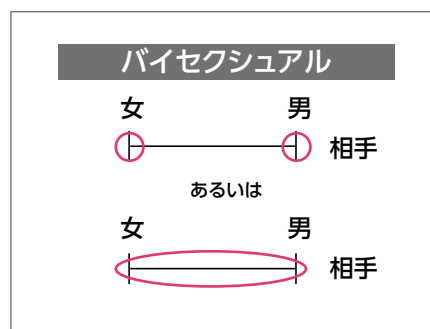 バイセクシュアル
女 男
相手
あるいは
女 男
相手